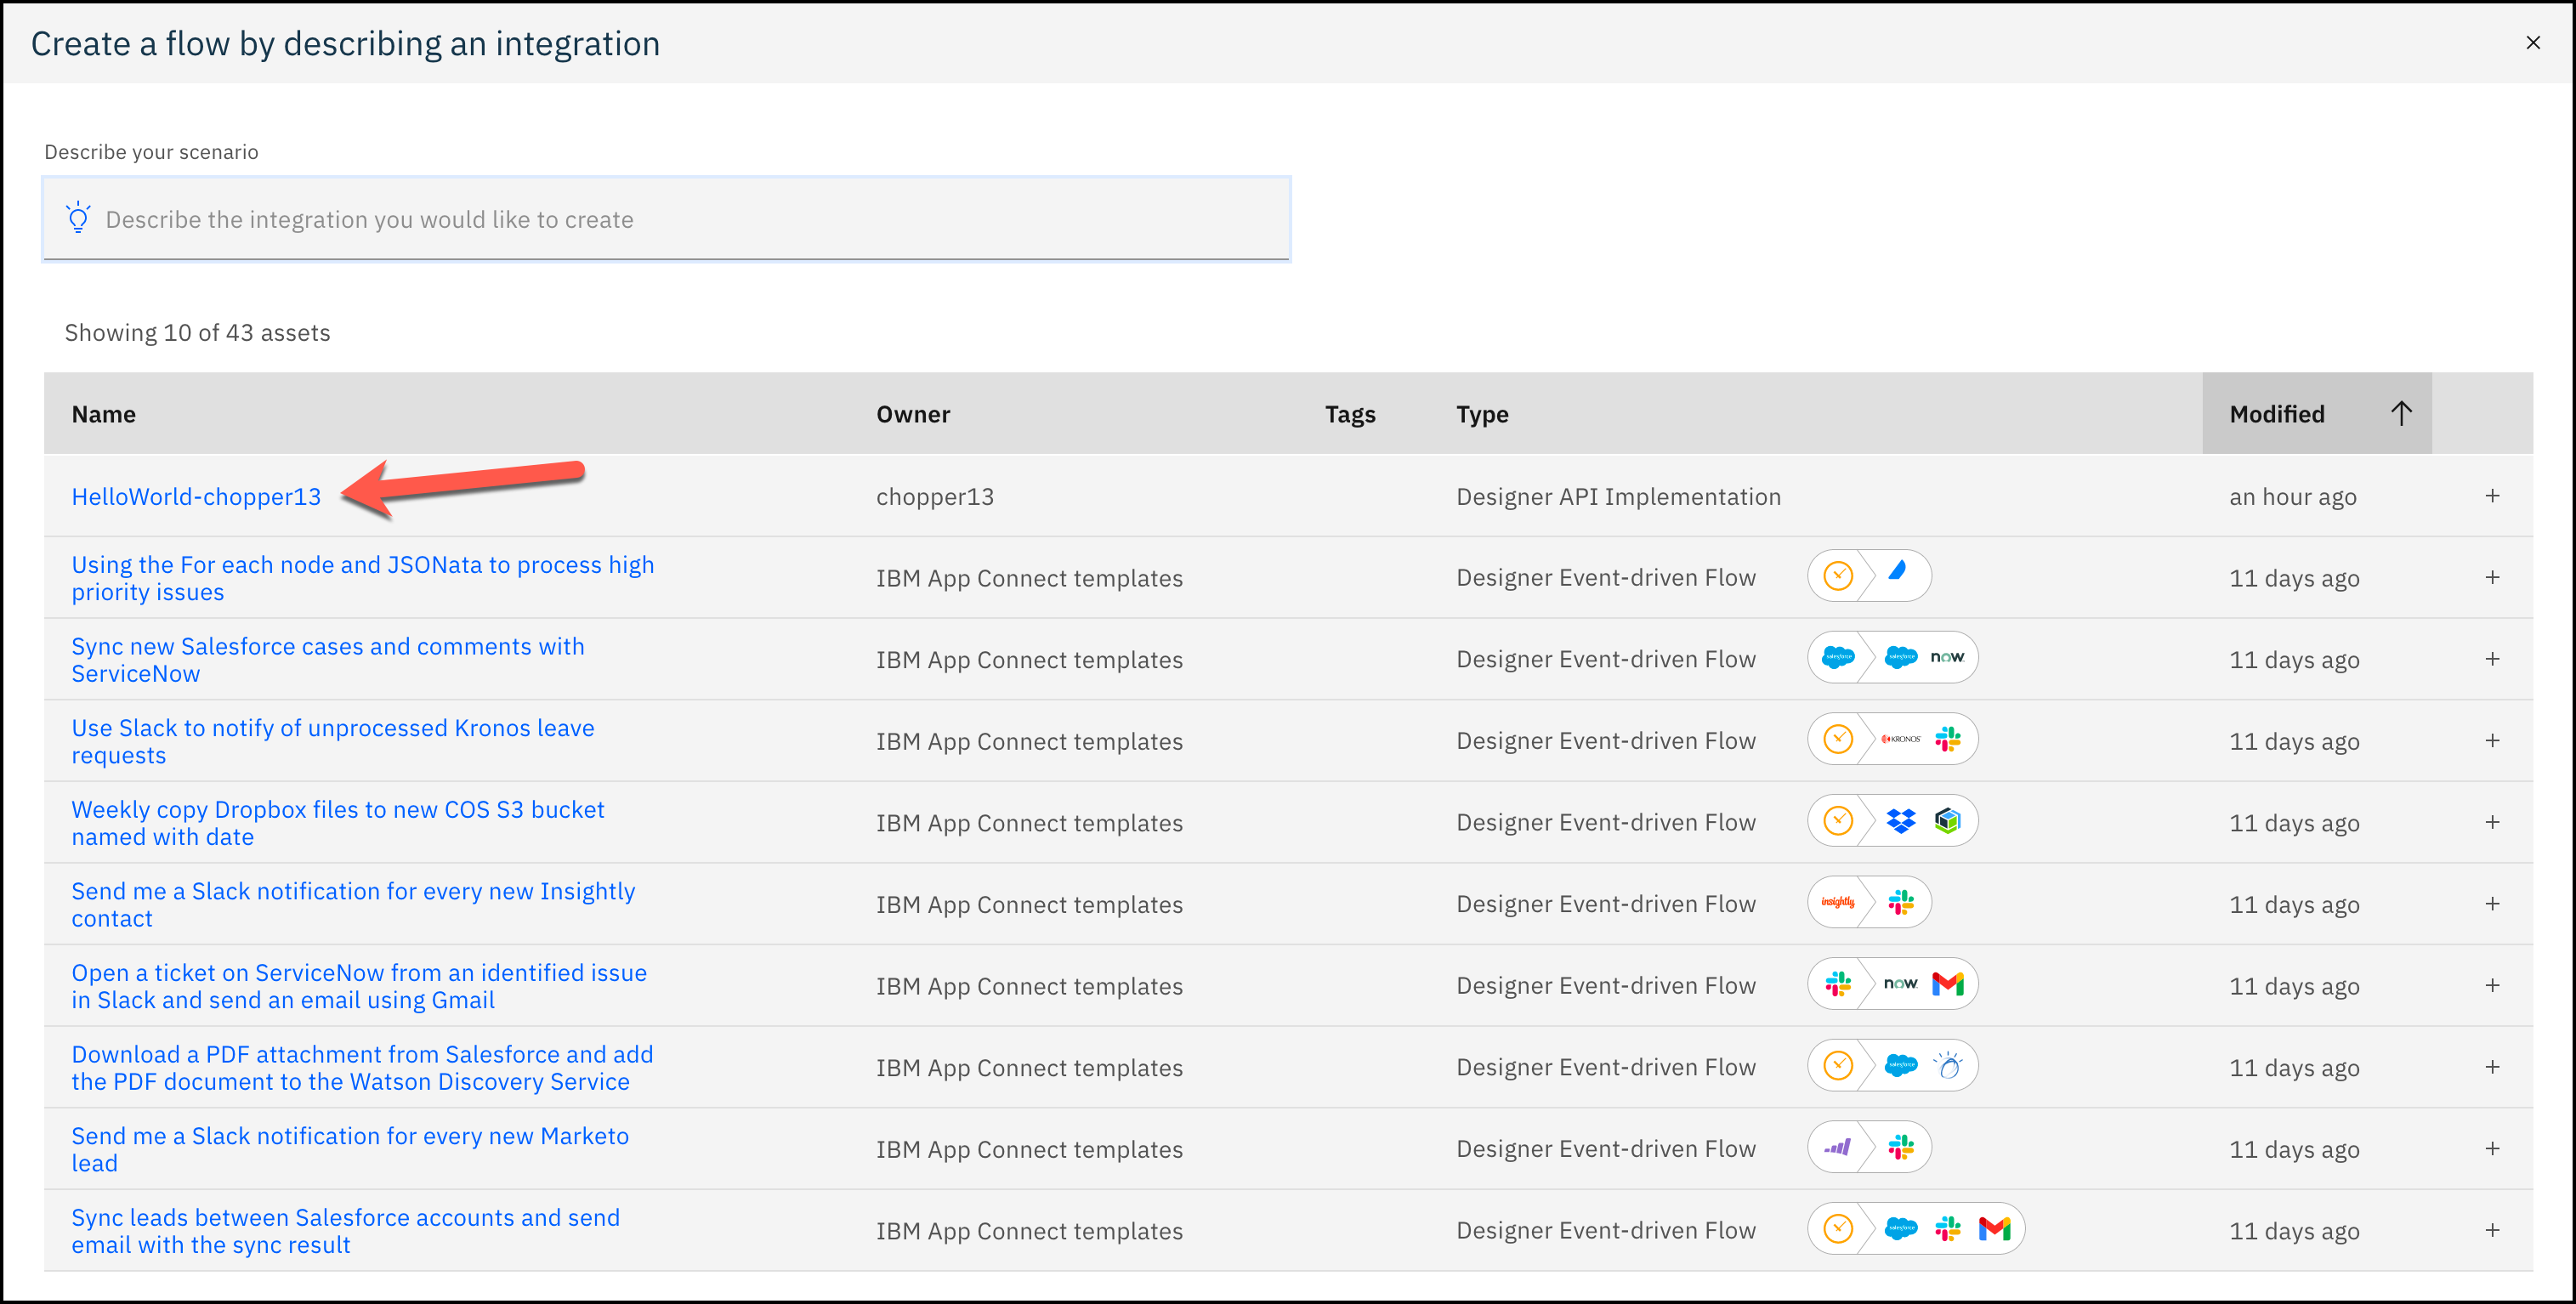 Create a flow by describing an integration
Describe your scenario
Describe the integration you would like to create
Showing 10 of 43 assets
Name Owner Tags Type Modified
HelloWorld-chopper13 chopper13 Designer API Implementation an hour ago
Using the For each node and JSONata to process high
priority issues
IBM App Connect templates Designer Event-driven Flow 11 days ago
Sync new Salesforce cases and comments with
ServiceNow
IBM App Connect templates Designer Event-driven Flow salesforce salesforce now 11 days ago
Use Slack to notify of unprocessed Kronos leave
requests
IBM App Connect templates Designer Event-driven Flow KRONOS 11 days ago
Weekly copy Dropbox files to new COS S3 bucket
named with date
IBM App Connect templates Designer Event-driven Flow 11 days ago
Send me a Slack notification for every new Insightly
contact
IBM App Connect templates Designer Event-driven Flow insightly 11 days ago
Open a ticket on ServiceNow from an identified issue
in Slack and send an email using Gmail
IBM App Connect templates Designer Event-driven Flow now 11 days ago
Download a PDF attachment from Salesforce and add
the PDF document to the Watson Discovery Service
IBM App Connect templates Designer Event-driven Flow salesforce 11 days ago
Send me a Slack notification for every new Marketo
lead
IBM App Connect templates Designer Event-driven Flow 11 days ago
Sync leads between Salesforce accounts and send
email with the sync result
IBM App Connect templates Designer Event-driven Flow salesforce 11 days ago